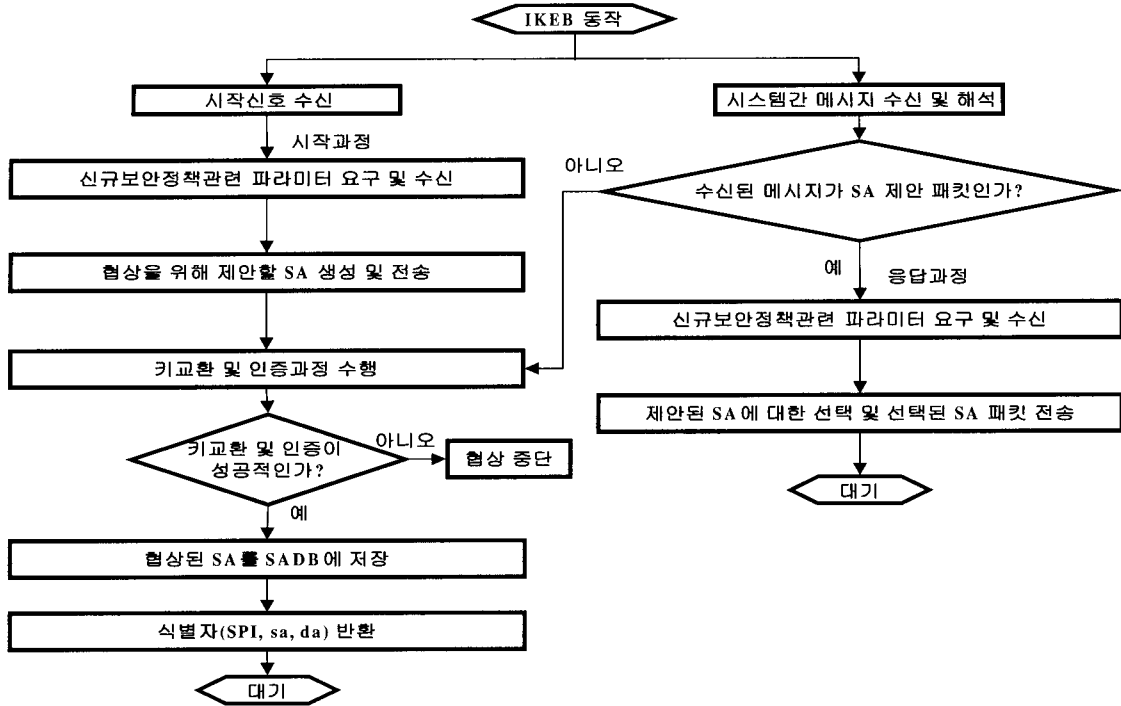 IKEB 동작
시작신호 수신
시스템간 메시지 수신 및 해석
시작과정
아니오
신규보안정책관련 파라미터 요구 및 수신
수신된 메시지가 SA 제안 패킷인가?
협상을 위해 제안할 SA 생성 및 전송
예
응답과정
신규보안정책관련 파라미터 요구 및 수신
키교환 및 인증과정 수행
제안된 SA에 대한 선택 및 선택된 SA 패킷 전송
키교환 및 인증이
성공적인가?
아니오
협상 중단
대기
예
협상된 SA를 SADB에 저장
식별자(SPI, sa, da) 반환
대기